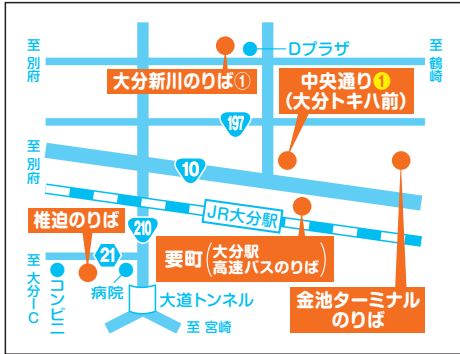 至別府
Dプラザ
至鶴崎
大分新川のりば①
中央通り①
(大分トキハ前)
197
至別府
10
JR大分駅
椎迫のりば
210
要町(大分駅
高速バスのりば)
21
至大分IC
コンビニ
病院
大道トンネル
至 宮崎
金池ターミナル
のりば